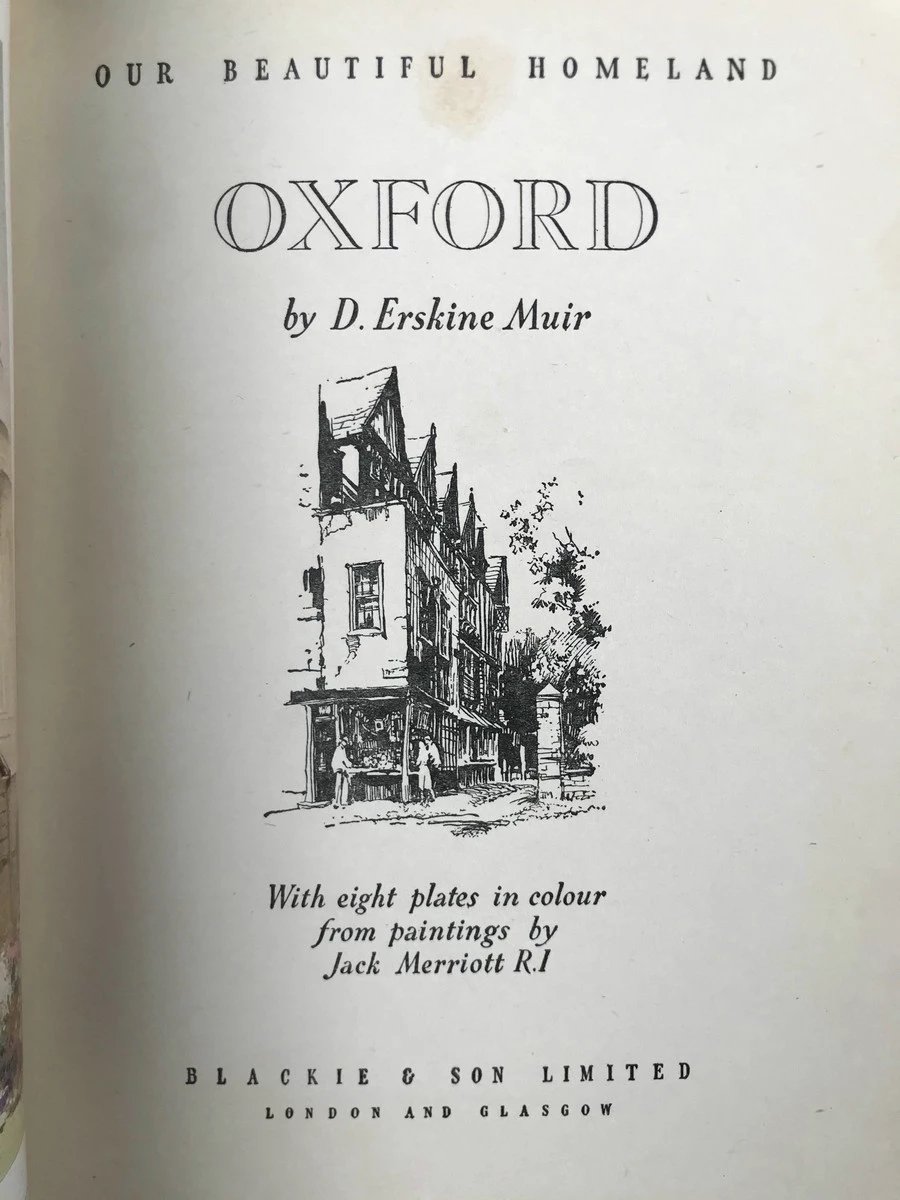 OUR BEAUTIFUL HOMELAND
OXFORD
by D. Erskine Muir
With eight plates in colour
from paintings by
Jack Merriott R.I
BLACKIE & SON LIMITED
LONDON AND GLASGOW